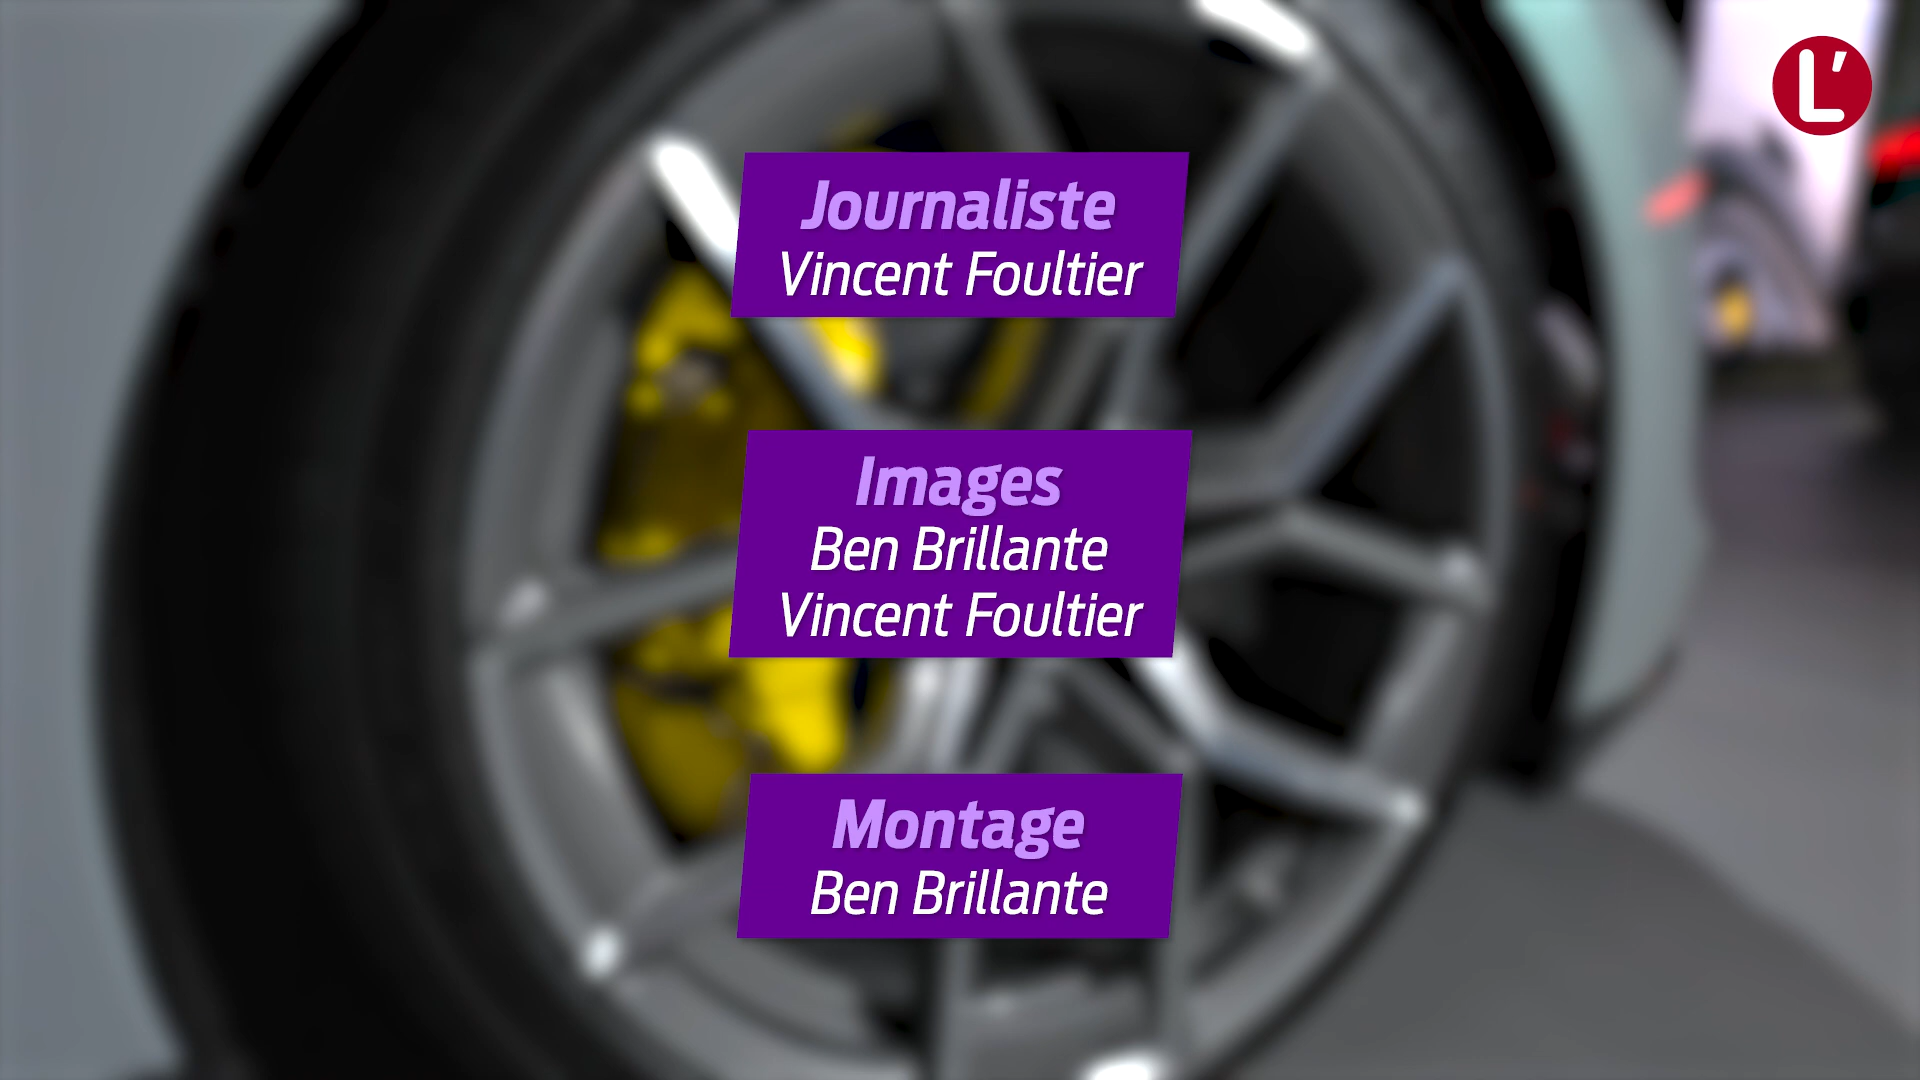 L'
Journaliste
Vincent Foultier
Images
Ben Brillante
Vincent Foultier
Montage
Ben Brillante